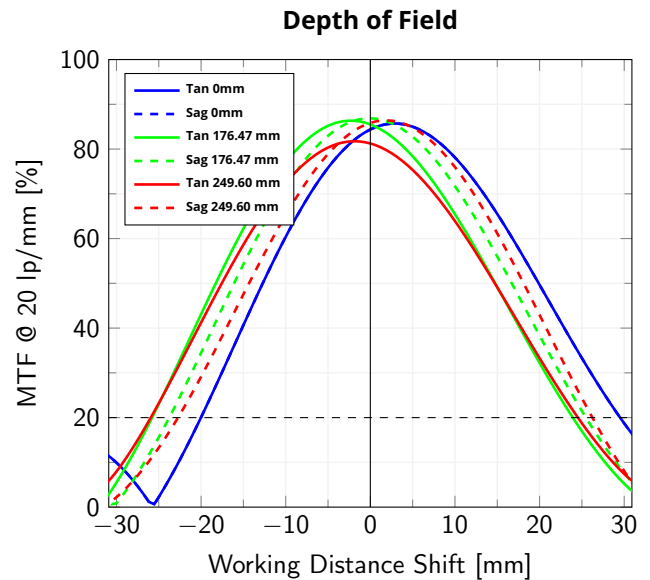 Depth of Field
100
80
60
40
20
0
Tan 0mm
Sag 0mm
Tan 176.47 mm
Sag 176.47 mm
Tan 249.60 mm
Sag 249.60 mm
MTF @ 20 lp/mm [%]
−30 −20 −10 0 10 20 30
Working Distance Shift [mm]